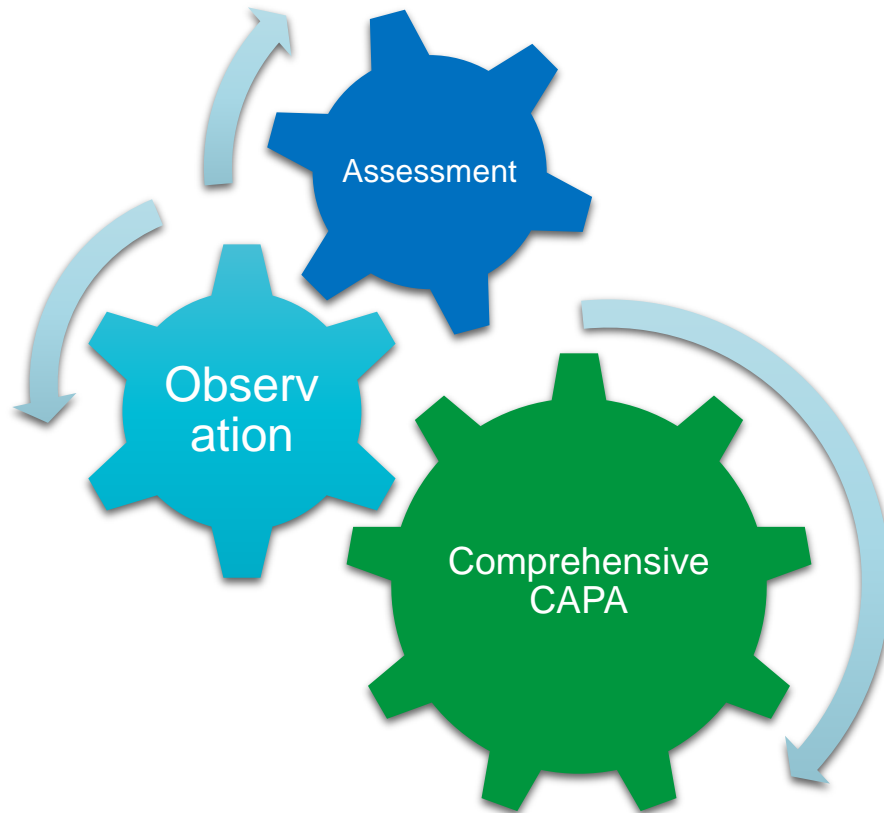 Assessment
Observ
ation
Comprehensive
CAPA